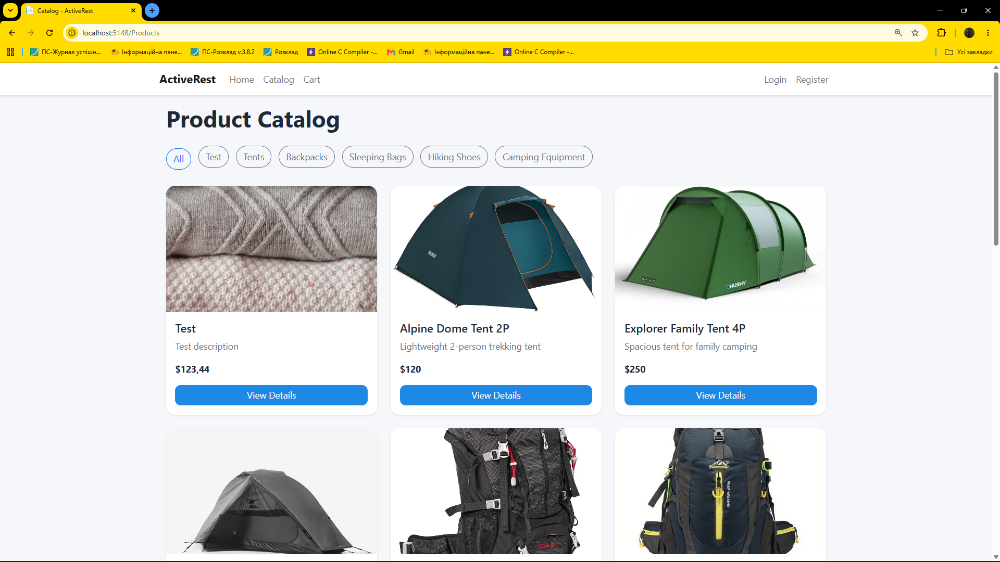 Catalog - ActiveRest
localhost:5148/Products
ПС-Журнал успішн... Інформаційна пане... ПС-Розклад v.3.8.2 Розклад Online C Compiler -... Gmail Інформаційна пане... Online C Compiler -... Усі закладки
ActiveRest Home Catalog Cart Login Register
Product Catalog
All Test Tents Backpacks Sleeping Bags Hiking Shoes Camping Equipment
HUSKY
Test
Test description
$123,44
View Details
Alpine Dome Tent 2P
Lightweight 2-person trekking tent
$120
View Details
Explorer Family Tent 4P
Spacious tent for family camping
$250
View Details
KEEP WALKING